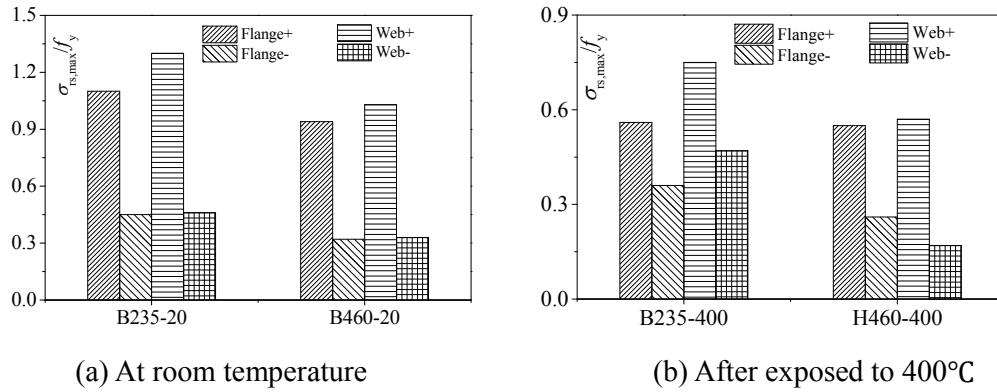 1.5
1.2
0.9
0.6
0.3
0.0
σrs,max/fy
Flange+
Flange-
Web+
Web-
B235-20
B460-20
(a) At room temperature
0.9
0.6
0.3
0.0
σrs,max/fy
Flange+
Flange-
Web+
Web-
B235-400
H460-400
(b) After exposed to 400°C